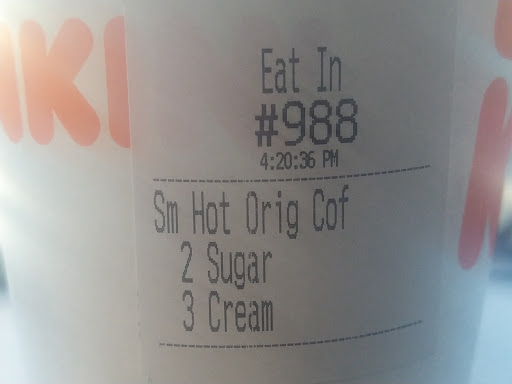 Eat In
#988
4:20:36 PM
Sm Hot Orig Cof
2 Sugar
3 Cream